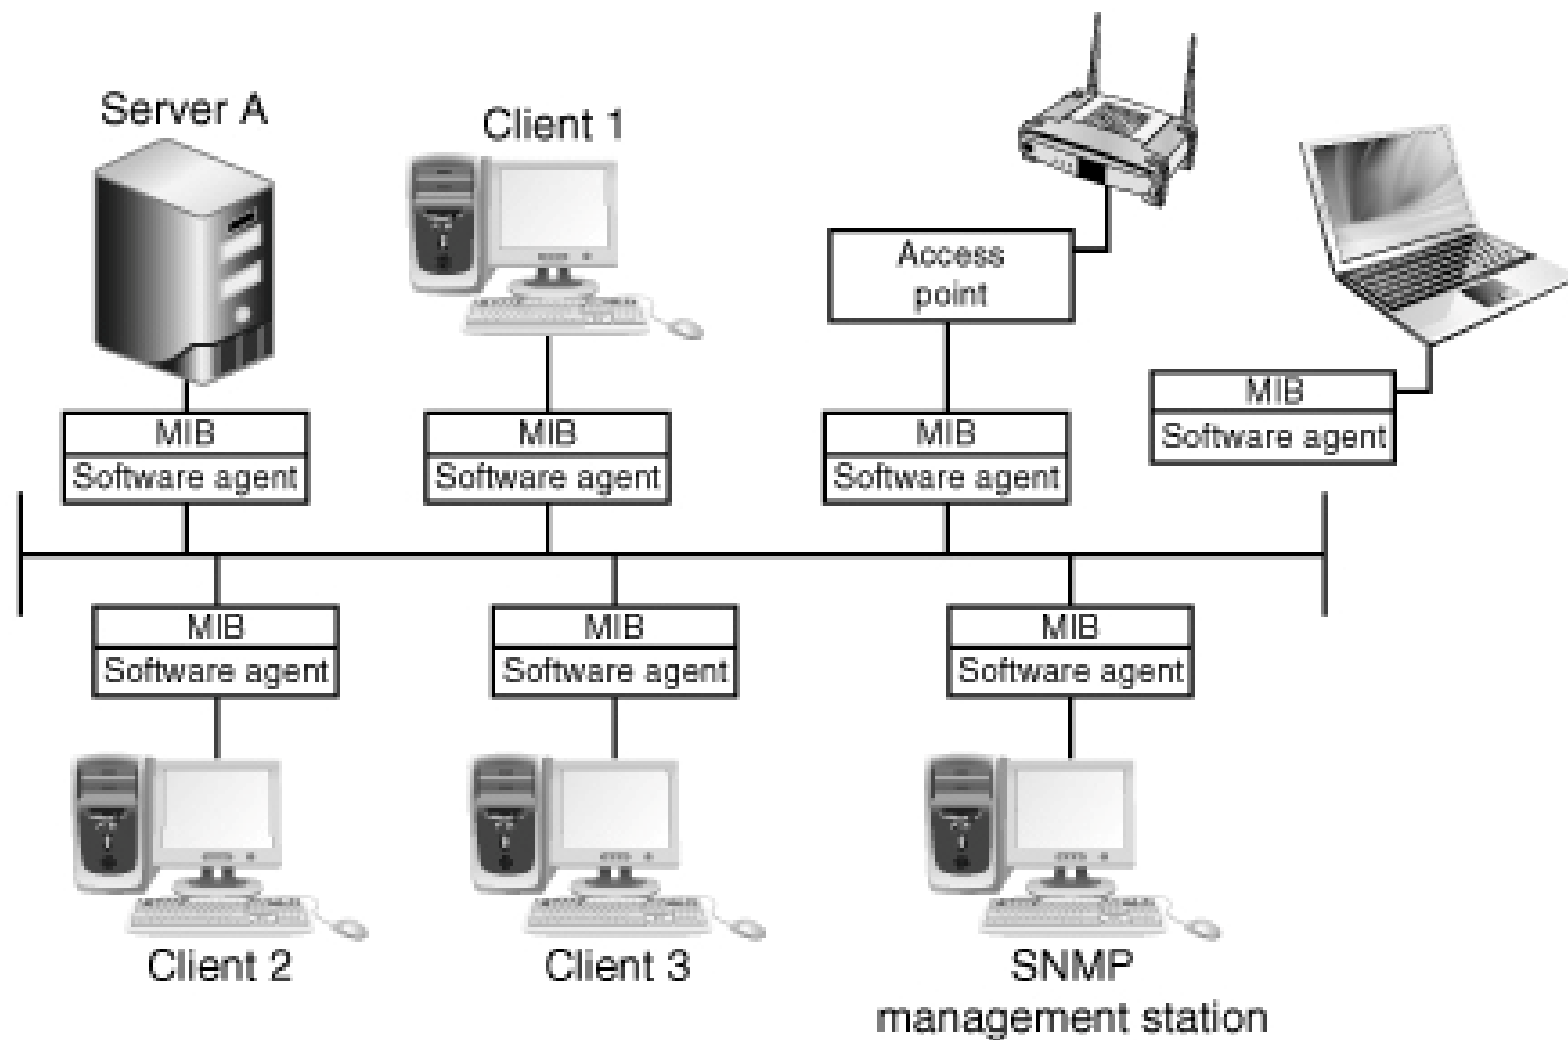 Server A
Client 1
Access
point
MIB
Software agent
MIB
Software agent
MIB
Software agent
MIB
Software agent
MIB
Software agent
MIB
Software agent
MIB
Software agent
Client 2
Client 3
SNMP
management station